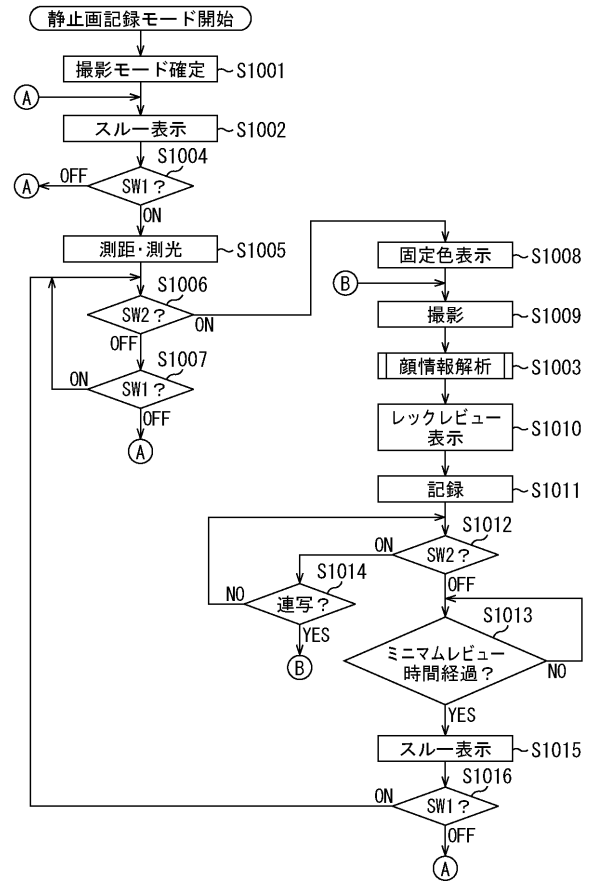 静止画記録モード開始
撮影モード確定 S1001
A
スルー表示 S1002
S1004
OFF
A
SW1？
ON
測距・測光 S1005
S1006
SW2？
ON
OFF
S1007
ON
SW1？
OFF
A
固定色表示 S1008
B
撮影 S1009
顔情報解析 S1003
レックレビュー
表示 S1010
記録 S1011
S1012
ON
SW2？
OFF
S1014
NO
連写？
YES
B
S1013
ミニマムレビュー
時間経過？
NO
YES
スルー表示 S1015
S1016
ON
SW1？
OFF
A